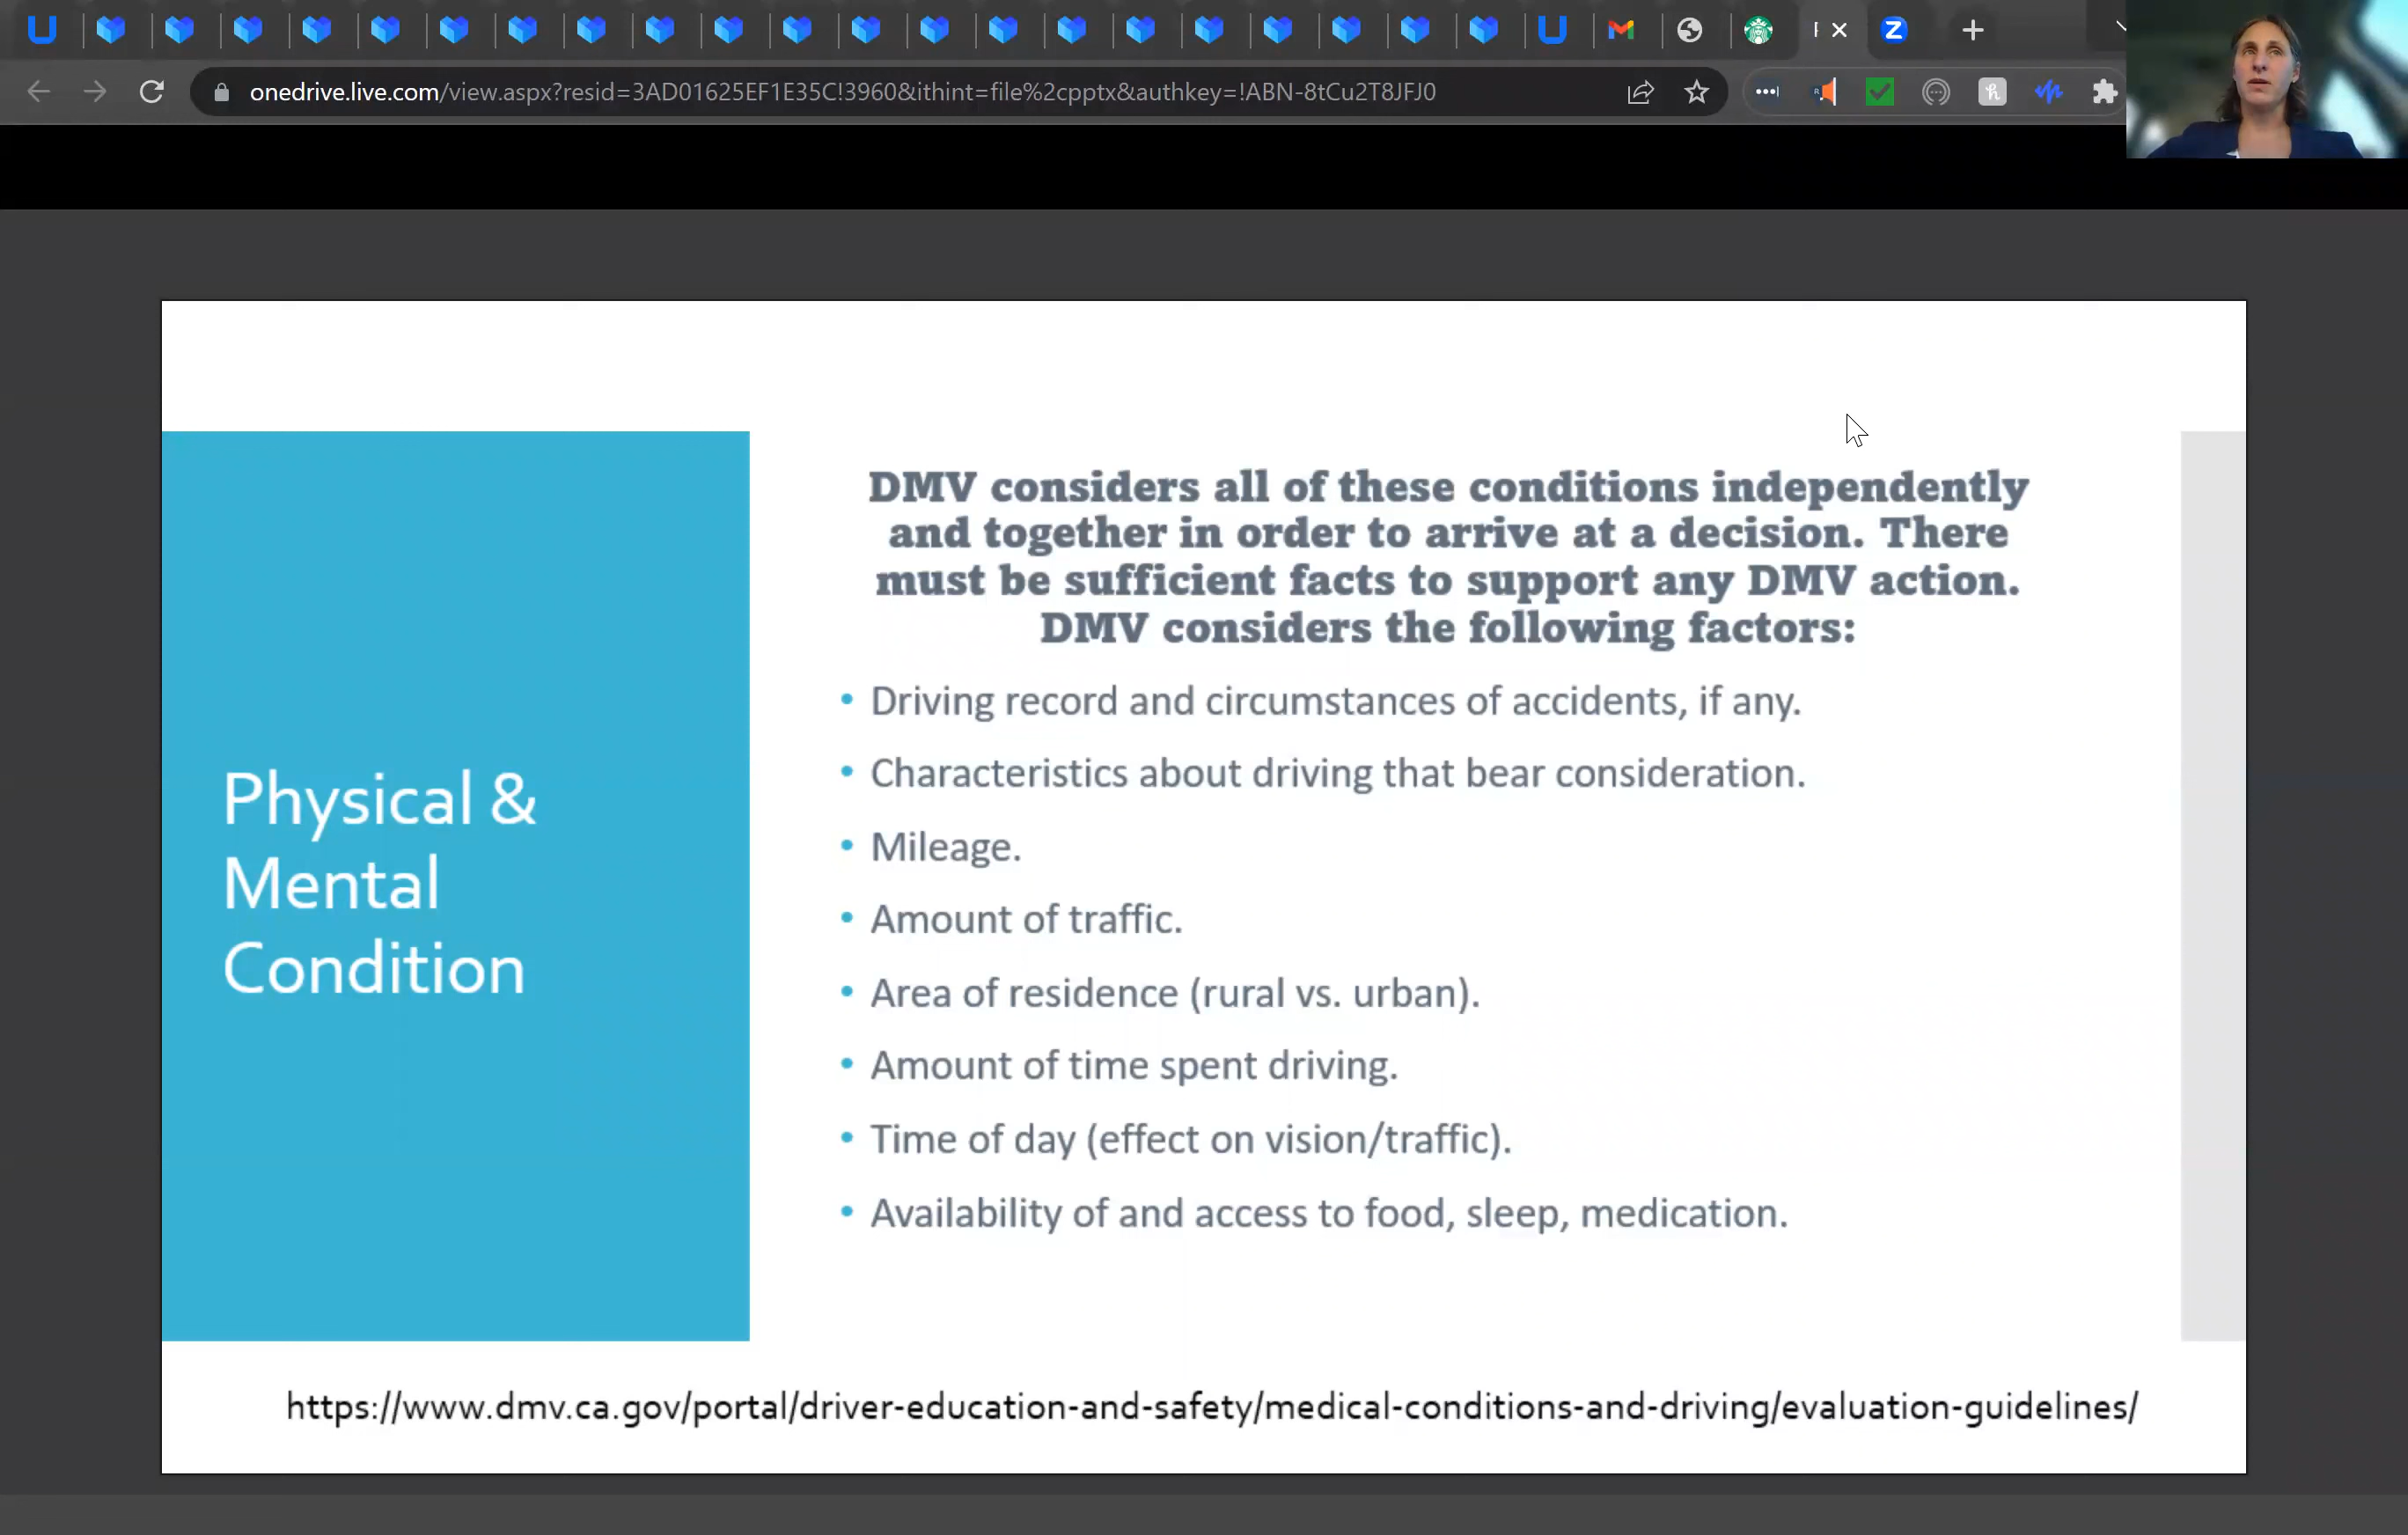 onedrive.live.com/view.aspx?resid=3AD01625EF1E35C!3960&ithint=file%2cpptx&authkey=!ABN-8tCu2T8JFJ0
DMV considers all of these conditions independently
and together in order to arrive at a decision. There
must be sufficient facts to support any DMV action.
DMV considers the following factors:
Physical &
Mental
Condition
• Driving record and circumstances of accidents, if any.
• Characteristics about driving that bear consideration.
• Mileage.
• Amount of traffic.
• Area of residence (rural vs. urban).
• Amount of time spent driving.
• Time of day (effect on vision/traffic).
• Availability of and access to food, sleep, medication.
https://www.dmv.ca.gov/portal/driver-education-and-safety/medical-conditions-and-driving/evaluation-guidelines/